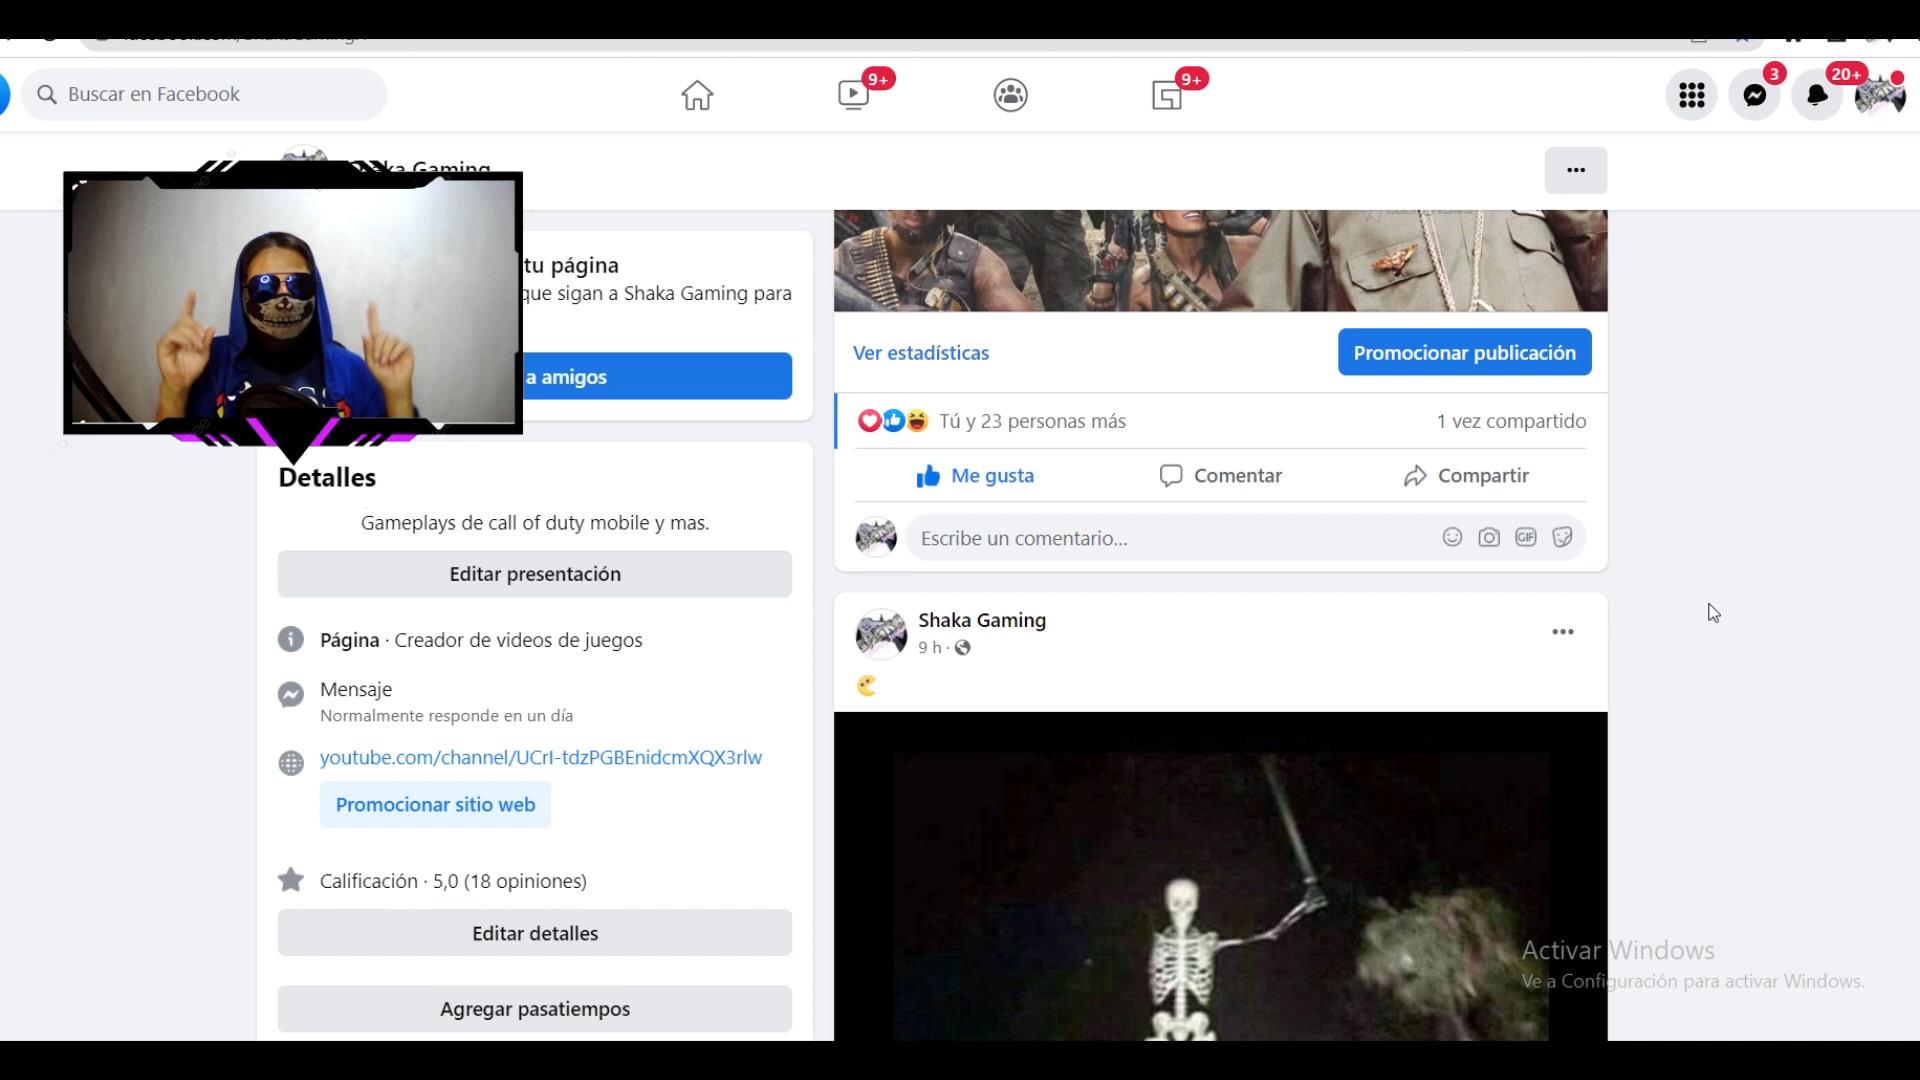 Buscar en Facebook
9+
9+
3
20+
ka Gaming
tu página
que sigan a Shaka Gaming para
a amigos
Detalles
Gameplays de call of duty mobile y mas.
Editar presentación
Página · Creador de videos de juegos
Mensaje
Normalmente responde en un día
youtube.com/channel/UCrI-tdzPGBEnidcmXQX3rlw
Promocionar sitio web
Calificación · 5,0 (18 opiniones)
Editar detalles
Agregar pasatiempos
Ver estadísticas
Promocionar publicación
Tú y 23 personas más
1 vez compartido
Me gusta
Comentar
Compartir
Escribe un comentario...
GIF
Shaka Gaming
9 h ·
Activar Windows
Ve a Configuración para activar Windows.